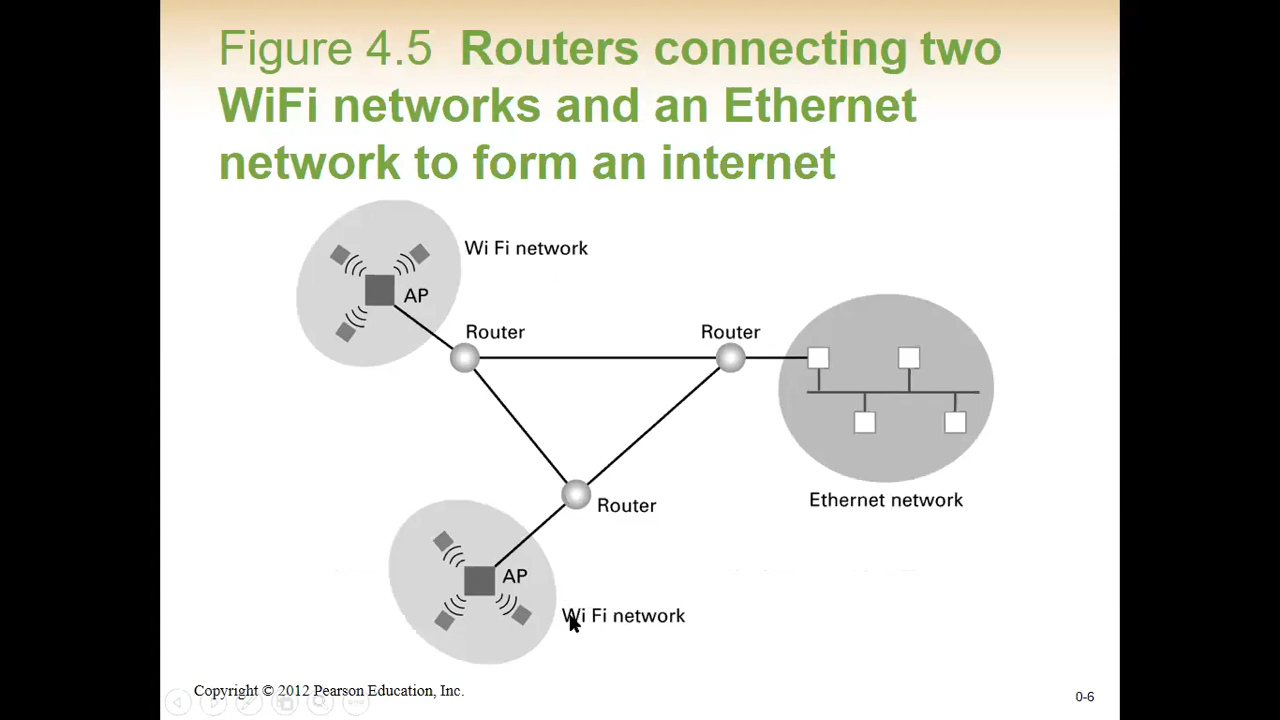 Figure 4.5 Routers connecting two
WiFi networks and an Ethernet
network to form an internet
Wi Fi network
AP
Router
Router
Router
Ethernet network
AP
Wi Fi network
Copyright © 2012 Pearson Education, Inc.
0-6